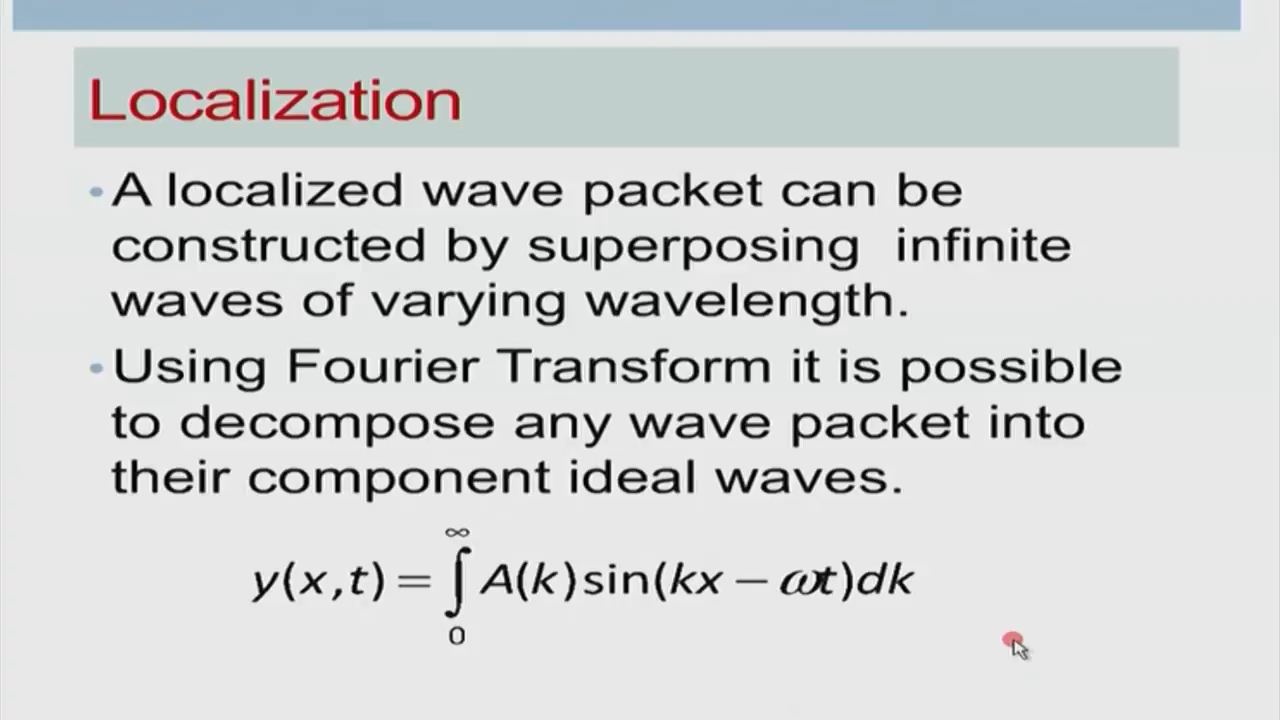 Localization
• A localized wave packet can be
constructed by superposing infinite
waves of varying wavelength.
• Using Fourier Transform it is possible
to decompose any wave packet into
their component ideal waves.
y(x,t) = ∫₀^∞ A(k)sin(kx − ωt)dk